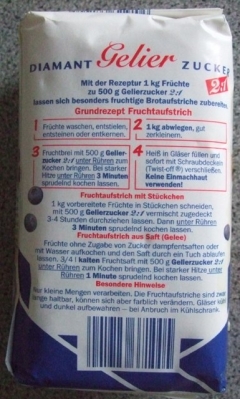 DIAMANT Gelier ZUCKER
2:1
Mit der Rezeptur 1 kg Früchte
zu 500 g Gelierzucker 2:1
lassen sich besonders fruchtige Brotaufstriche zubereiten.
Grundrezept Fruchtaufstrich
1 Früchte waschen, entstielen,
entsteinen oder entkernen.
2 1 kg abwiegen, gut
zerkleinern.
3 Fruchtbrei mit 500 g Gelier-
zucker 2:1 unter Rühren zum
Kochen bringen. Bei starker
Hitze unter Rühren 3 Minuten
sprudelnd kochen lassen.
4 Heiß in Gläser füllen und
sofort mit Schraubdeckel
(Twist-off ®) verschließen.
Keine Einmachhaut
verwenden!
Fruchtaufstrich mit Stückchen
1 kg vorbereitete Früchte in Stückchen schneiden,
mit 500 g Gelierzucker 2:1 vermischt zugedeckt
3-4 Stunden durchziehen lassen. Dann unter Rühren
3 Minuten sprudelnd kochen lassen.
Fruchtaufstrich aus Saft (Gelee)
Früchte ohne Zugabe von Zucker dampfentsaften oder
mit Wasser aufkochen und den Saft durch ein Tuch ablaufen
lassen. 3/4 l kalten Fruchtsaft mit 500 g Gelierzucker 2:1
unter Rühren zum Kochen bringen. Bei starker Hitze unter
Rühren 1 Minute sprudelnd kochen lassen.
Besondere Hinweise
Nur kleine Mengen verarbeiten. Die Fruchtaufstriche sind zwar
lange haltbar, können sich aber farblich verändern. Gläser kühl
und dunkel aufbewahren – bei Anbruch im Kühlschrank.